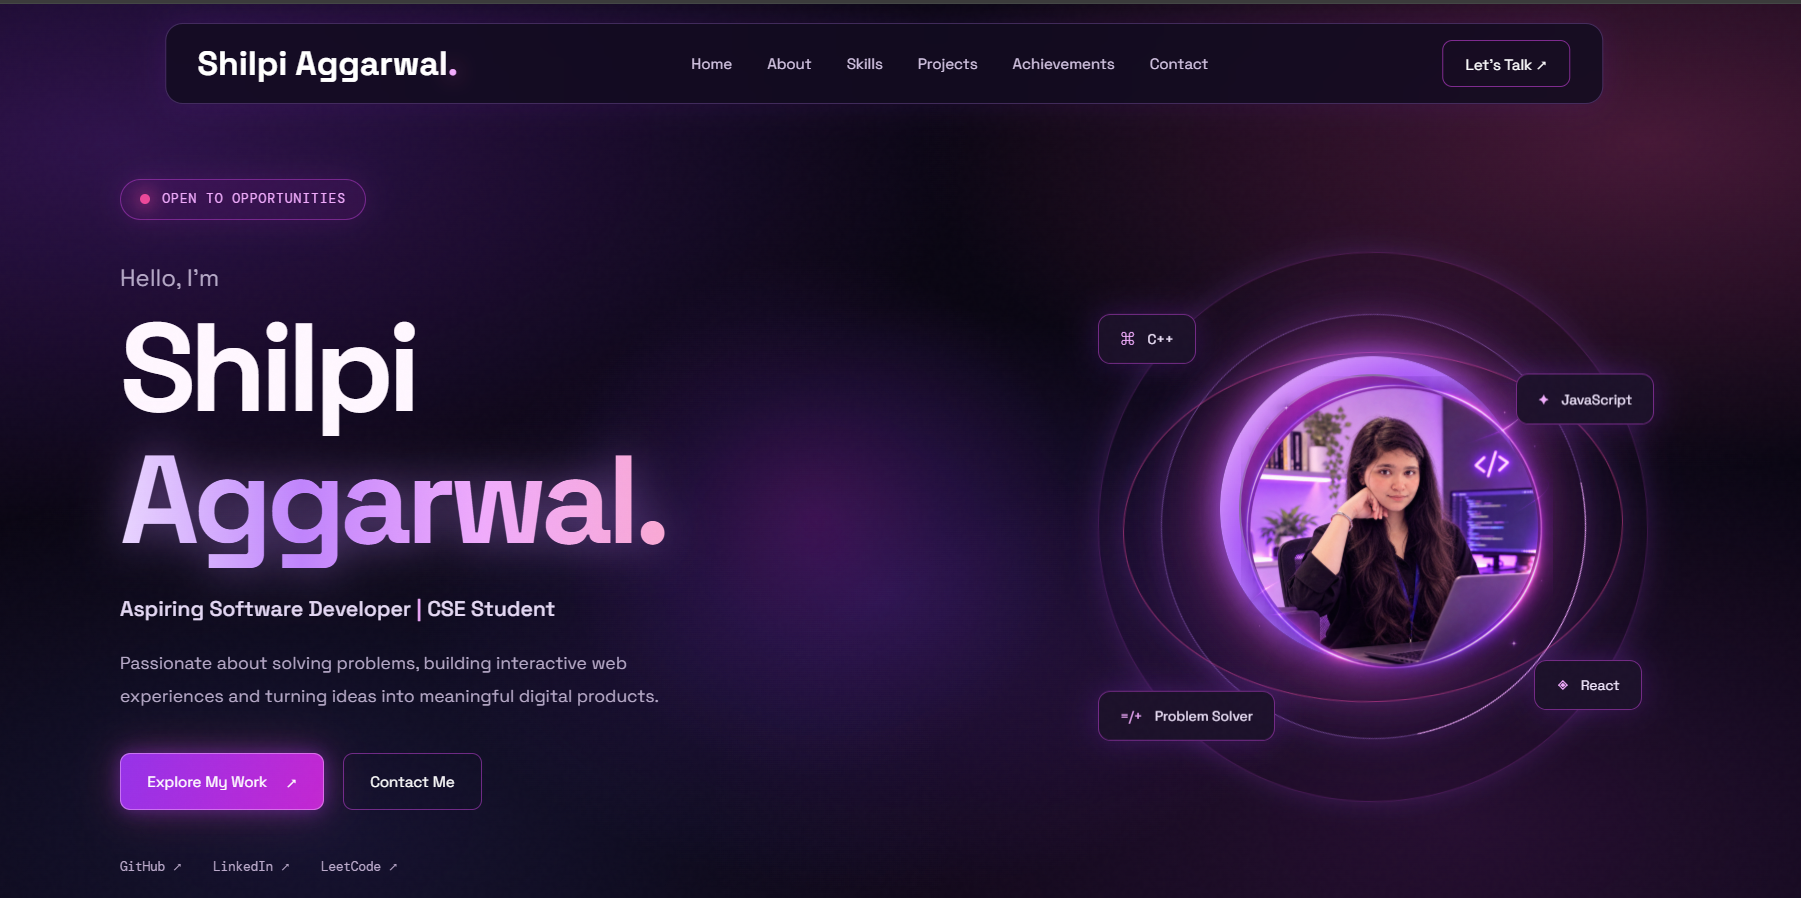 Shilpi Aggarwal.
Home About Skills Projects Achievements Contact
Let's Talk ↗
OPEN TO OPPORTUNITIES
Hello, I'm
Shilpi
Aggarwal.
Aspiring Software Developer | CSE Student
Passionate about solving problems, building interactive web
experiences and turning ideas into meaningful digital products.
Explore My Work ↗
Contact Me
GitHub ↗ LinkedIn ↗ LeetCode ↗
⌘ C++
✦ JavaScript
</>
◈ React
=/+ Problem Solver